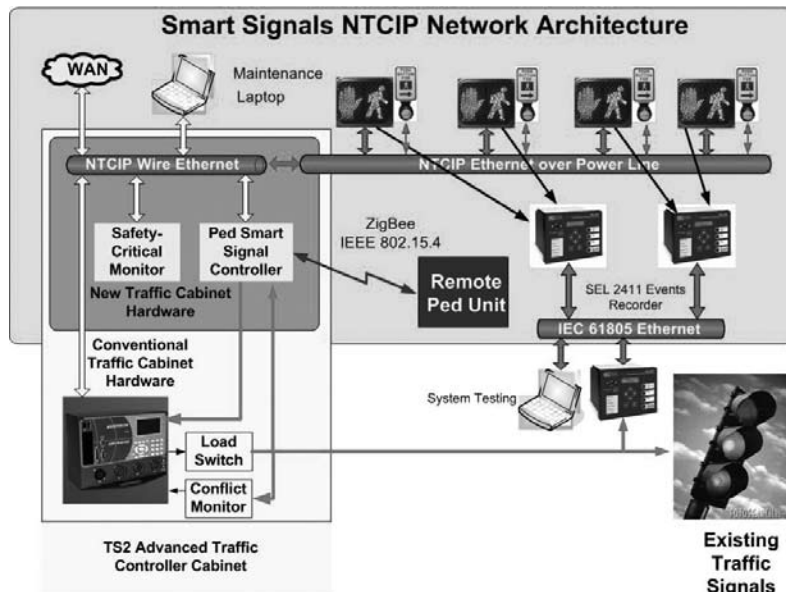 Smart Signals NTCIP Network Architecture
WAN
Maintenance
Laptop
NTCIP Wire Ethernet
NTCIP Ethernet over Power Line
Safety-
Critical
Monitor
Ped Smart
Signal
Controller
ZigBee
IEEE 802.15.4
Remote
Ped Unit
New Traffic Cabinet
Hardware
SEL 2411 Events
Recorder
IEC 61805 Ethernet
Conventional
Traffic Cabinet
Hardware
System Testing
Load
Switch
Conflict
Monitor
TS2 Advanced Traffic
Controller Cabinet
Existing
Traffic
Signals